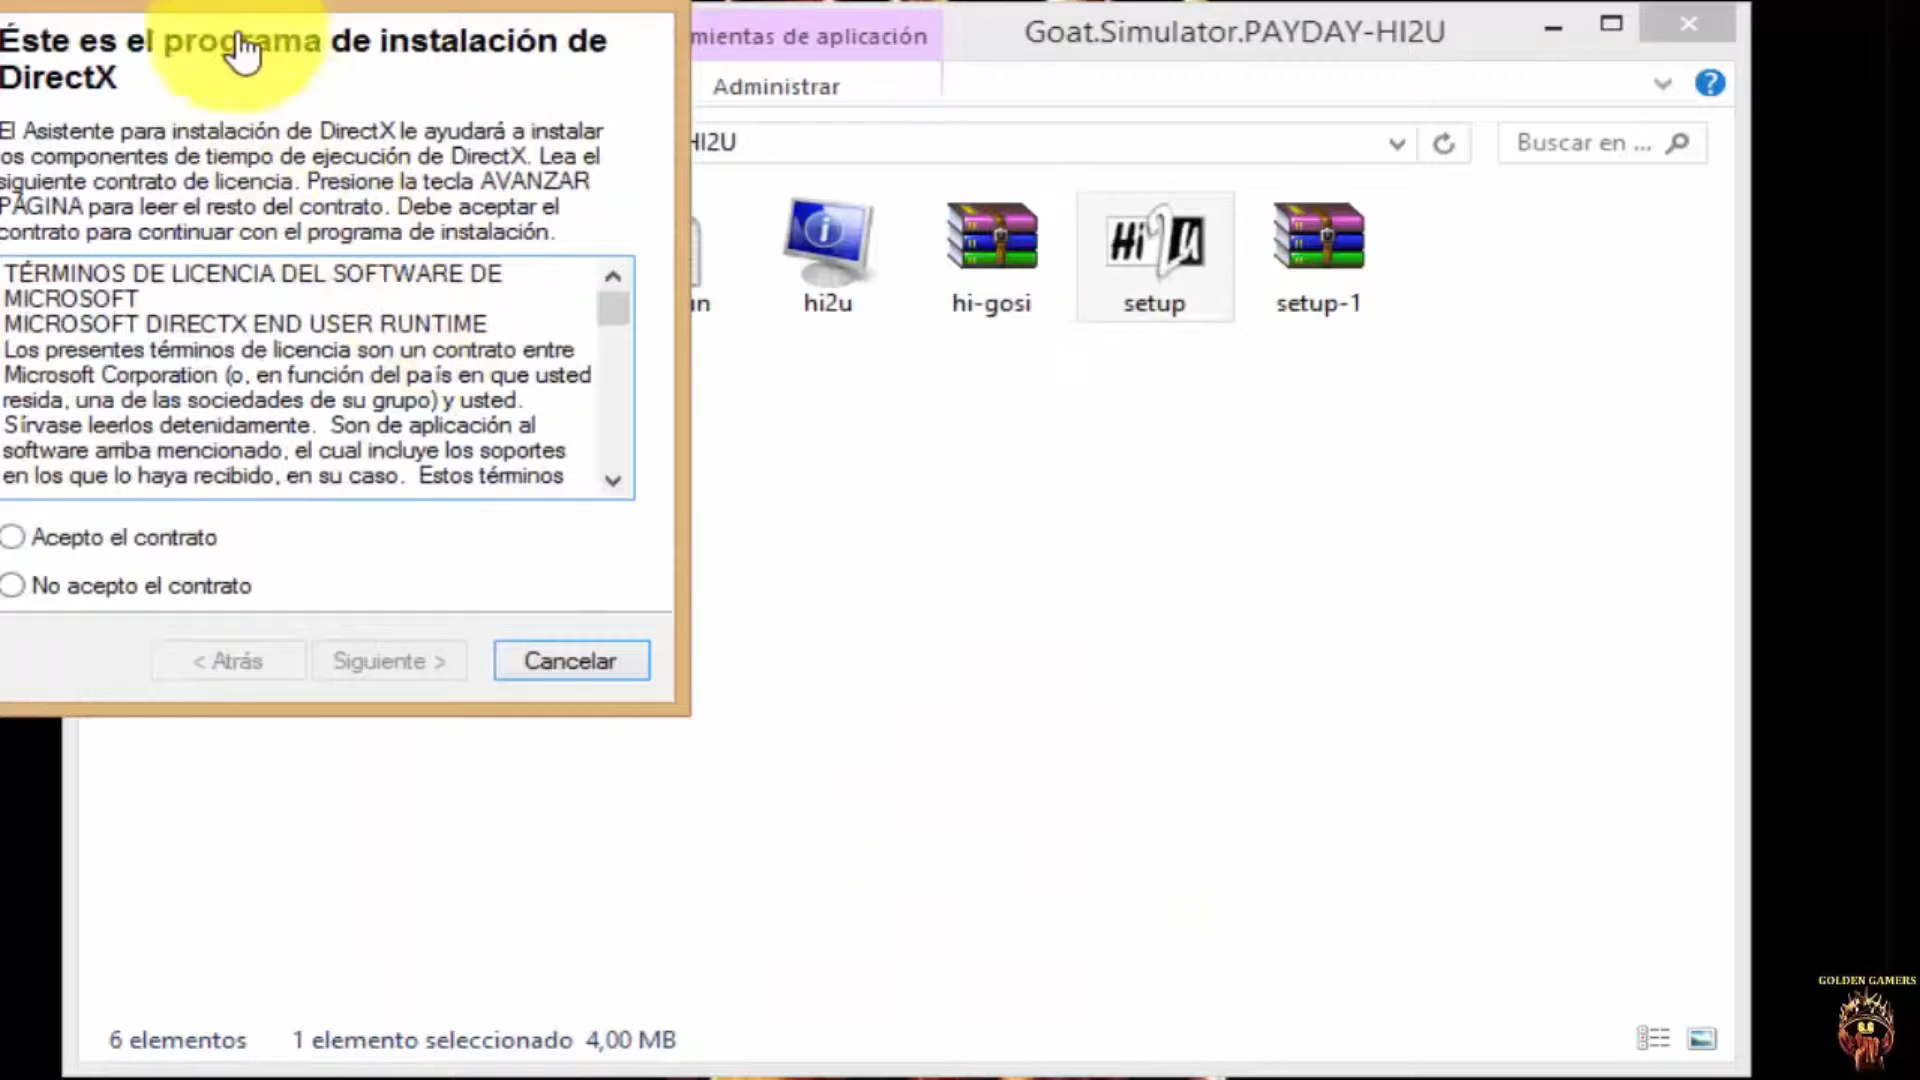 Éste es el programa de instalación de
DirectX
El Asistente para instalación de DirectX le ayudará a instalar
los componentes de tiempo de ejecución de DirectX. Lea el
siguiente contrato de licencia. Presione la tecla AVANZAR
PÁGINA para leer el resto del contrato. Debe aceptar el
contrato para continuar con el programa de instalación.
TÉRMINOS DE LICENCIA DEL SOFTWARE DE
MICROSOFT
MICROSOFT DIRECTX END USER RUNTIME
Los presentes términos de licencia son un contrato entre
Microsoft Corporation (o, en función del país en que usted
resida, una de las sociedades de su grupo) y usted.
Sírvase leerlos detenidamente.  Son de aplicación al
software arriba mencionado, el cual incluye los soportes
en los que lo haya recibido, en su caso.  Estos términos
Acepto el contrato
No acepto el contrato
< Atrás
Siguiente >
Cancelar
mientas de aplicación
Goat.Simulator.PAYDAY-HI2U
Administrar
HI2U
Buscar en ...
Hi2U
hi2u
hi-gosi
setup
setup-1
6 elementos
1 elemento seleccionado 4,00 MB
GOLDEN GAMERS
G.G